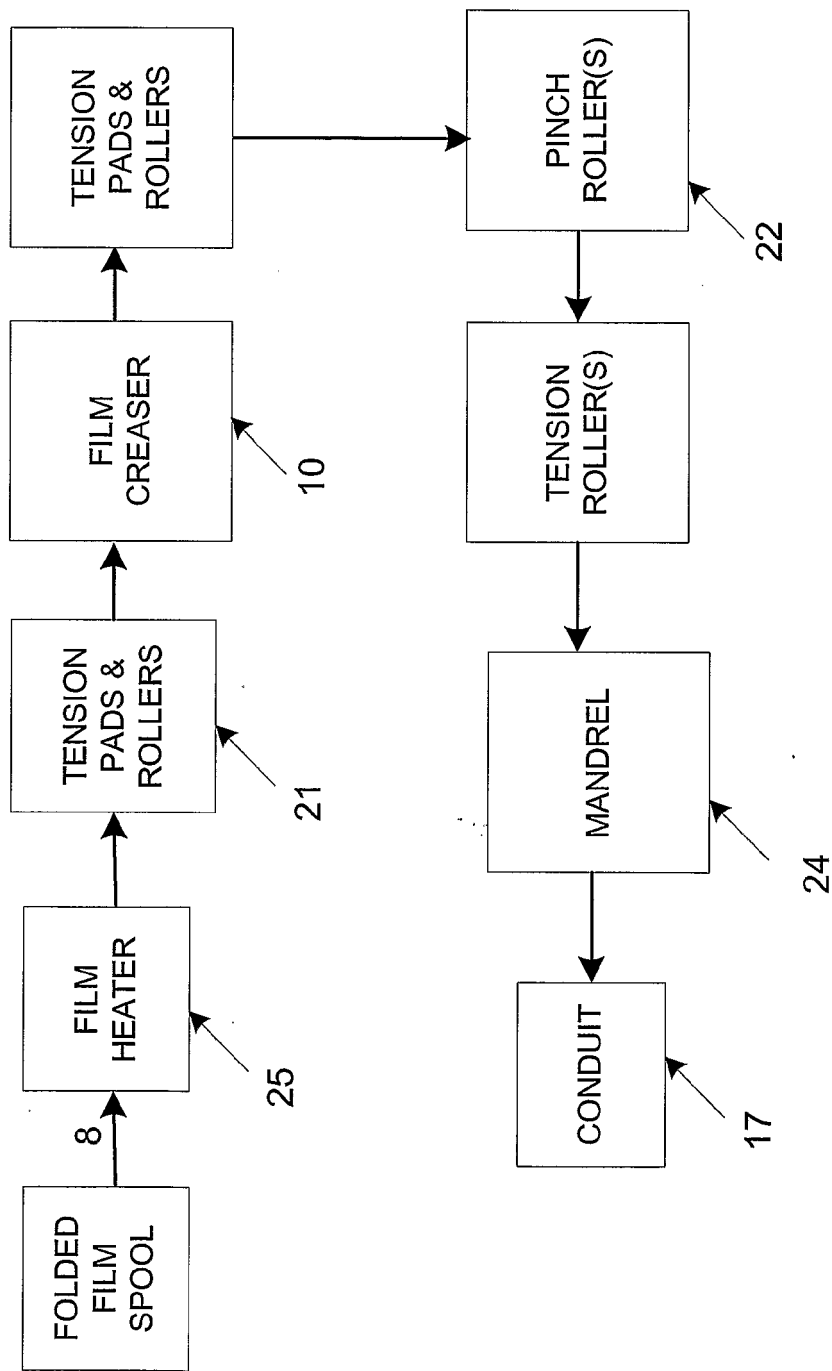 FOLDED
FILM
SPOOL
8
FILM
HEATER
25
TENSION
PADS &
ROLLERS
21
FILM
CREASER
10
TENSION
PADS &
ROLLERS
PINCH
ROLLER(S)
22
TENSION
ROLLER(S)
MANDREL
24
CONDUIT
17